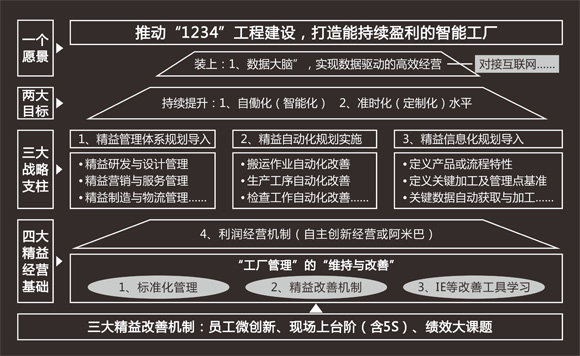 一个
愿景
推动“1234”工程建设，打造能持续盈利的智能工厂
装上：1、数据大脑”，实现数据驱动的高效经营
对接互联网……
两大
目标
持续提升：1、自働化（智能化） 2、准时化（定制化）水平
三大
战略
支柱
1、精益管理体系规划导入
• 精益研发与设计管理
• 精益营销与服务管理
• 精益制造与物流管理……
2、精益自动化规划实施
• 搬运作业自动化改善
• 生产工序自动化改善
• 检查工作自动化改善……
3、精益信息化规划导入
• 定义产品或流程特性
• 定义关键加工及管理点基准
• 关键数据自动获取与加工……
四大
精益
经营
基础
4、利润经营机制（自主创新经营或阿米巴）
“工厂管理”的“维持与改善”
1、标准化管理
2、精益改善机制
3、IE等改善工具学习
三大精益改善机制：员工微创新、现场上台阶（含5S）、绩效大课题